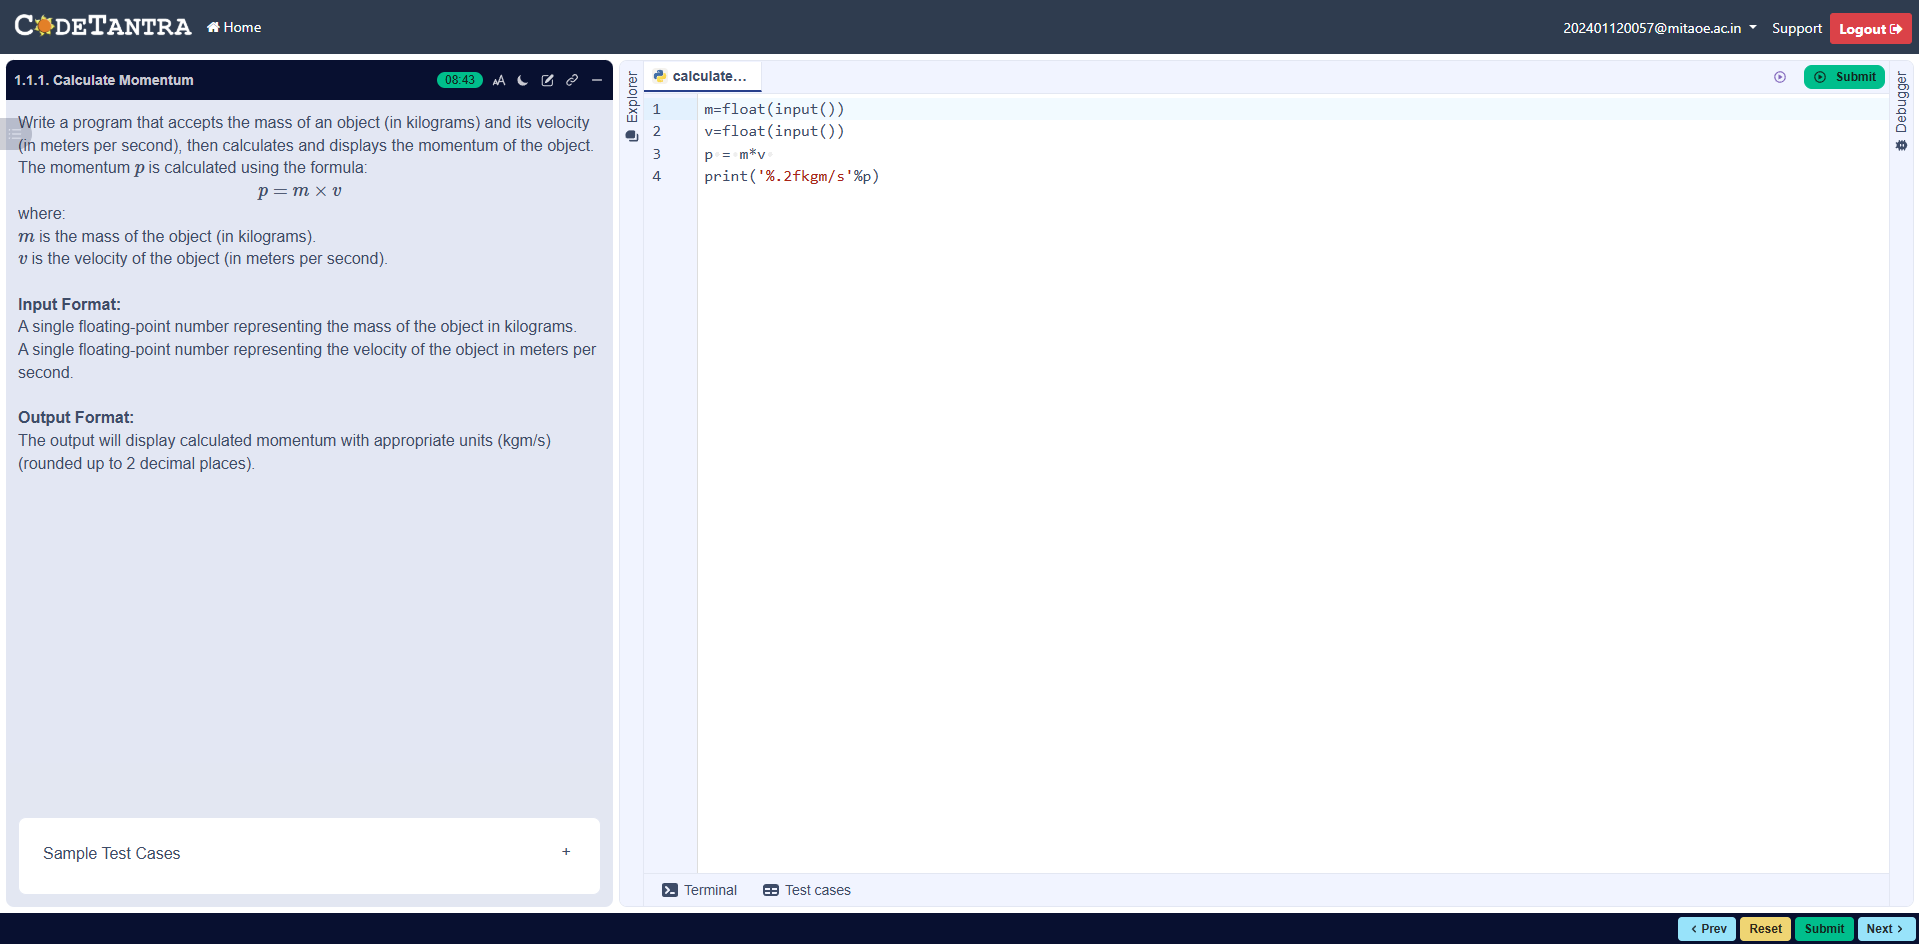 CODETANTRA Home 202401120057@mitaoe.ac.in Support Logout
1.1.1. Calculate Momentum 08:43 AA
Write a program that accepts the mass of an object (in kilograms) and its velocity
(in meters per second), then calculates and displays the momentum of the object.
The momentum p is calculated using the formula:
p = m × v
where:
m is the mass of the object (in kilograms).
v is the velocity of the object (in meters per second).
Input Format:
A single floating-point number representing the mass of the object in kilograms.
A single floating-point number representing the velocity of the object in meters per
second.
Output Format:
The output will display calculated momentum with appropriate units (kgm/s)
(rounded up to 2 decimal places).
Sample Test Cases +
Explorer
calculate... Submit
1 m=float(input())
2 v=float(input())
3 p = m*v
4 print('%.2fkgm/s'%p)
Debugger
Terminal Test cases
< Prev Reset Submit Next >